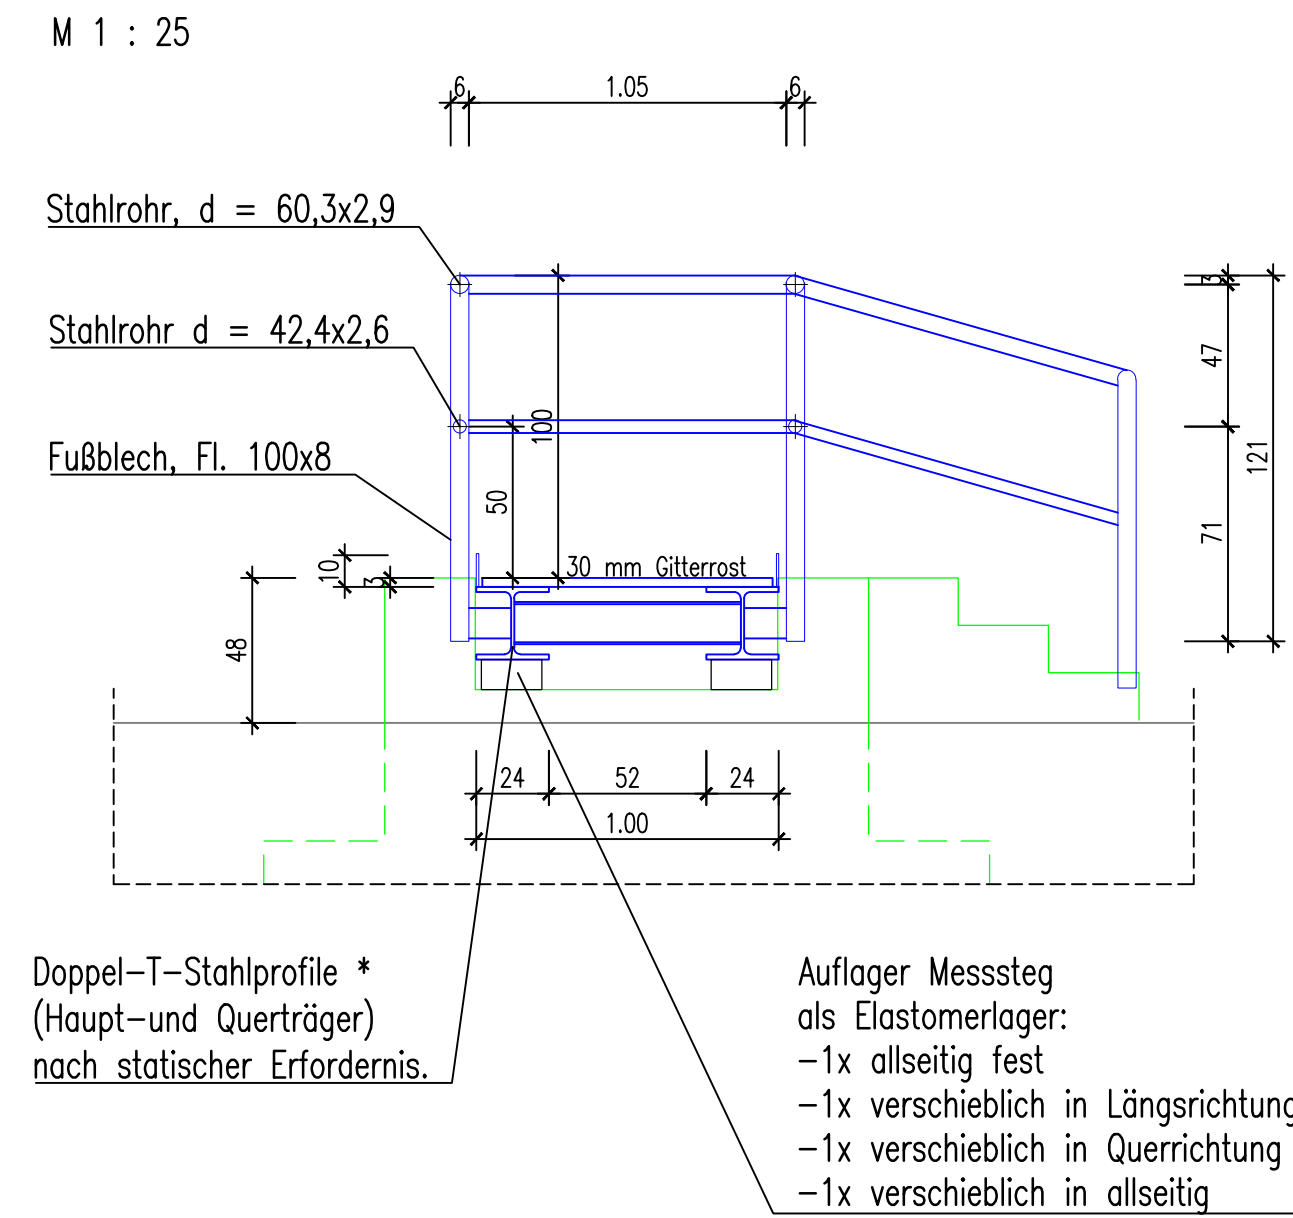 M 1 : 25
6 1.05 6
Stahlrohr, d = 60,3x2,9
3
Stahlrohr d = 42,4x2,6
47
100
Fußblech, Fl. 100x8
121
50
71
10
3
30 mm Gitterrost
48
24 52 24
1.00
Doppel-T-Stahlprofile *
(Haupt-und Querträger)
nach statischer Erfordernis.
Auflager Messsteg
als Elastomerlager:
-1x allseitig fest
-1x verschieblich in Längsrichtung
-1x verschieblich in Querrichtung
-1x verschieblich in allseitig